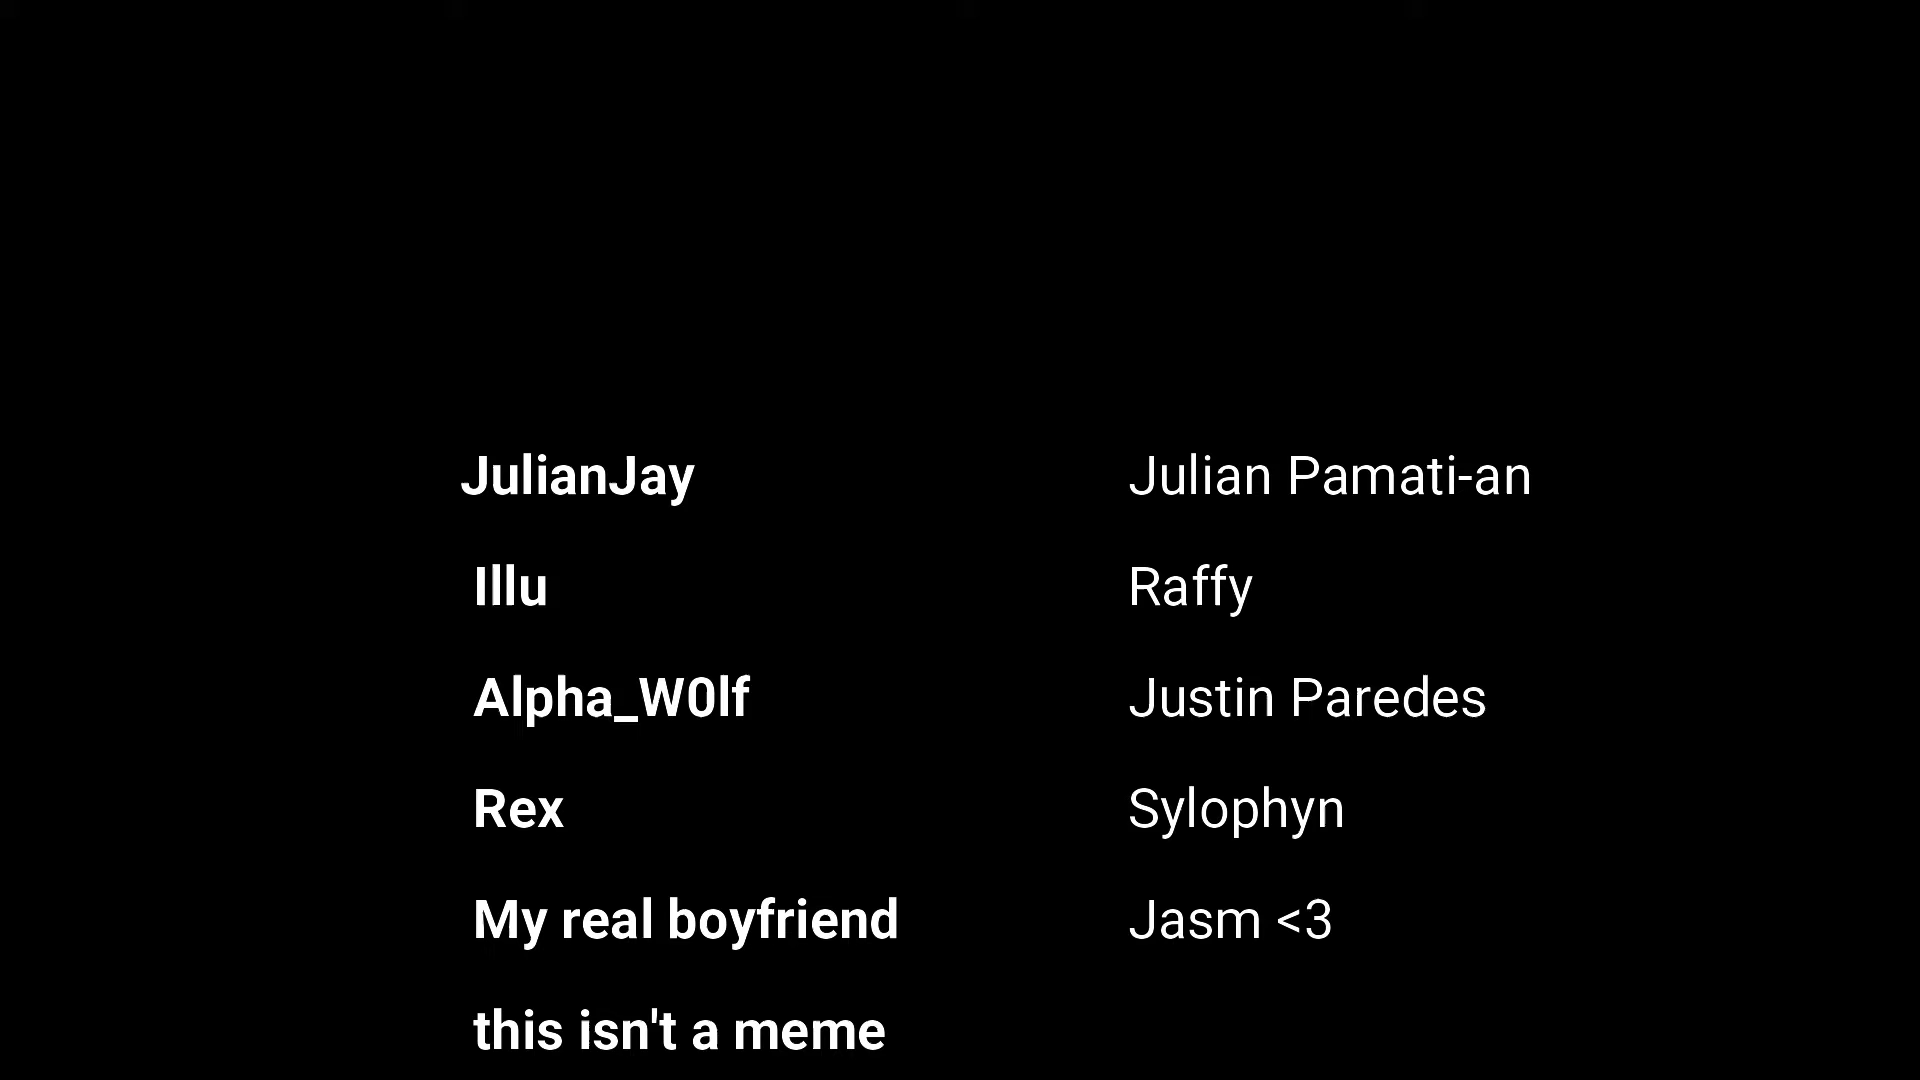 JulianJay Julian Pamati-an
Illu Raffy
Alpha_W0lf Justin Paredes
Rex Sylophyn
My real boyfriend Jasm <3
this isn't a meme